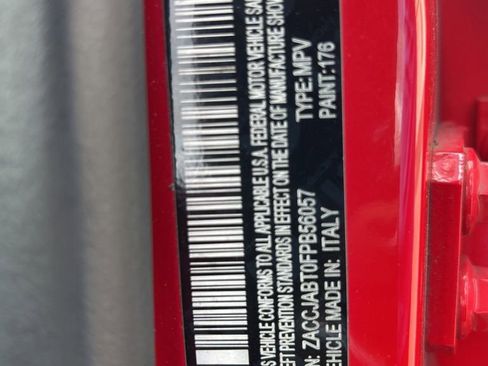 S VEHICLE CONFORMS TO ALL APPLICABLE U.S.A. FEDERAL MOTOR VEHICLE SA
EFT PREVENTION STANDARDS IN EFFECT ON THE DATE OF MANUFACTURE SHOW
N: ZACCJABT0FPB56057 TYPE: MPV
VEHICLE MADE IN: ITALY PAINT: 176